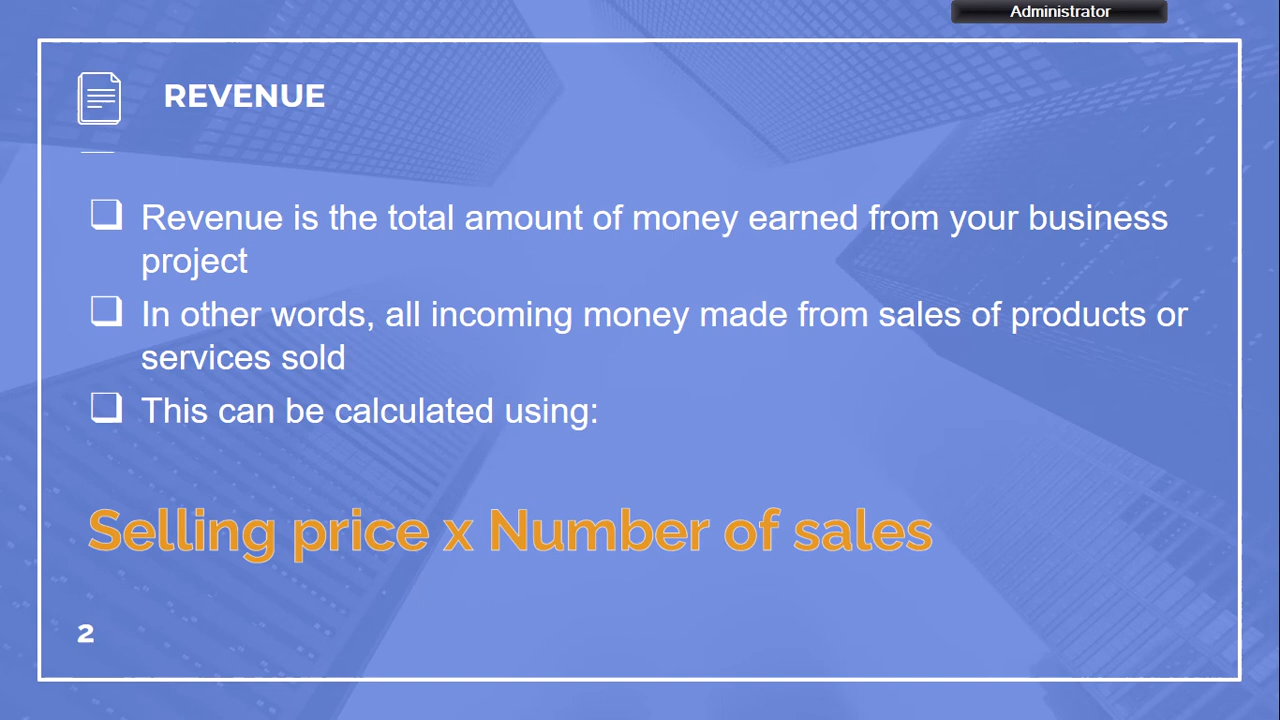 Administrator
REVENUE
Revenue is the total amount of money earned from your business
project
In other words, all incoming money made from sales of products or
services sold
This can be calculated using:
Selling price x Number of sales
2